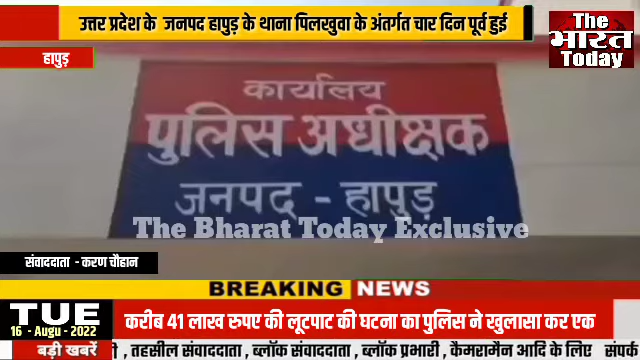 उत्तर प्रदेश के जनपद हापुड़ के थाना पिलखुवा के अंतर्गत चार दिन पूर्व हुई
The
भारत
Today
हापुड़
कार्यालय
पुलिस अधीक्षक
जनपद - हापुड़
The Bharat Today Exclusive
संवाददाता - करण चौहान
BREAKING NEWS
TUE
16 - Augu - 2022
करीब 41 लाख रुपए की लूटपाट की घटना का पुलिस ने खुलासा कर एक
बड़ी खबरें
, तहसील संवाददाता , ब्लॉक संवाददाता , ब्लॉक प्रभारी , कैमरामैन आदि के लिए संपर्क